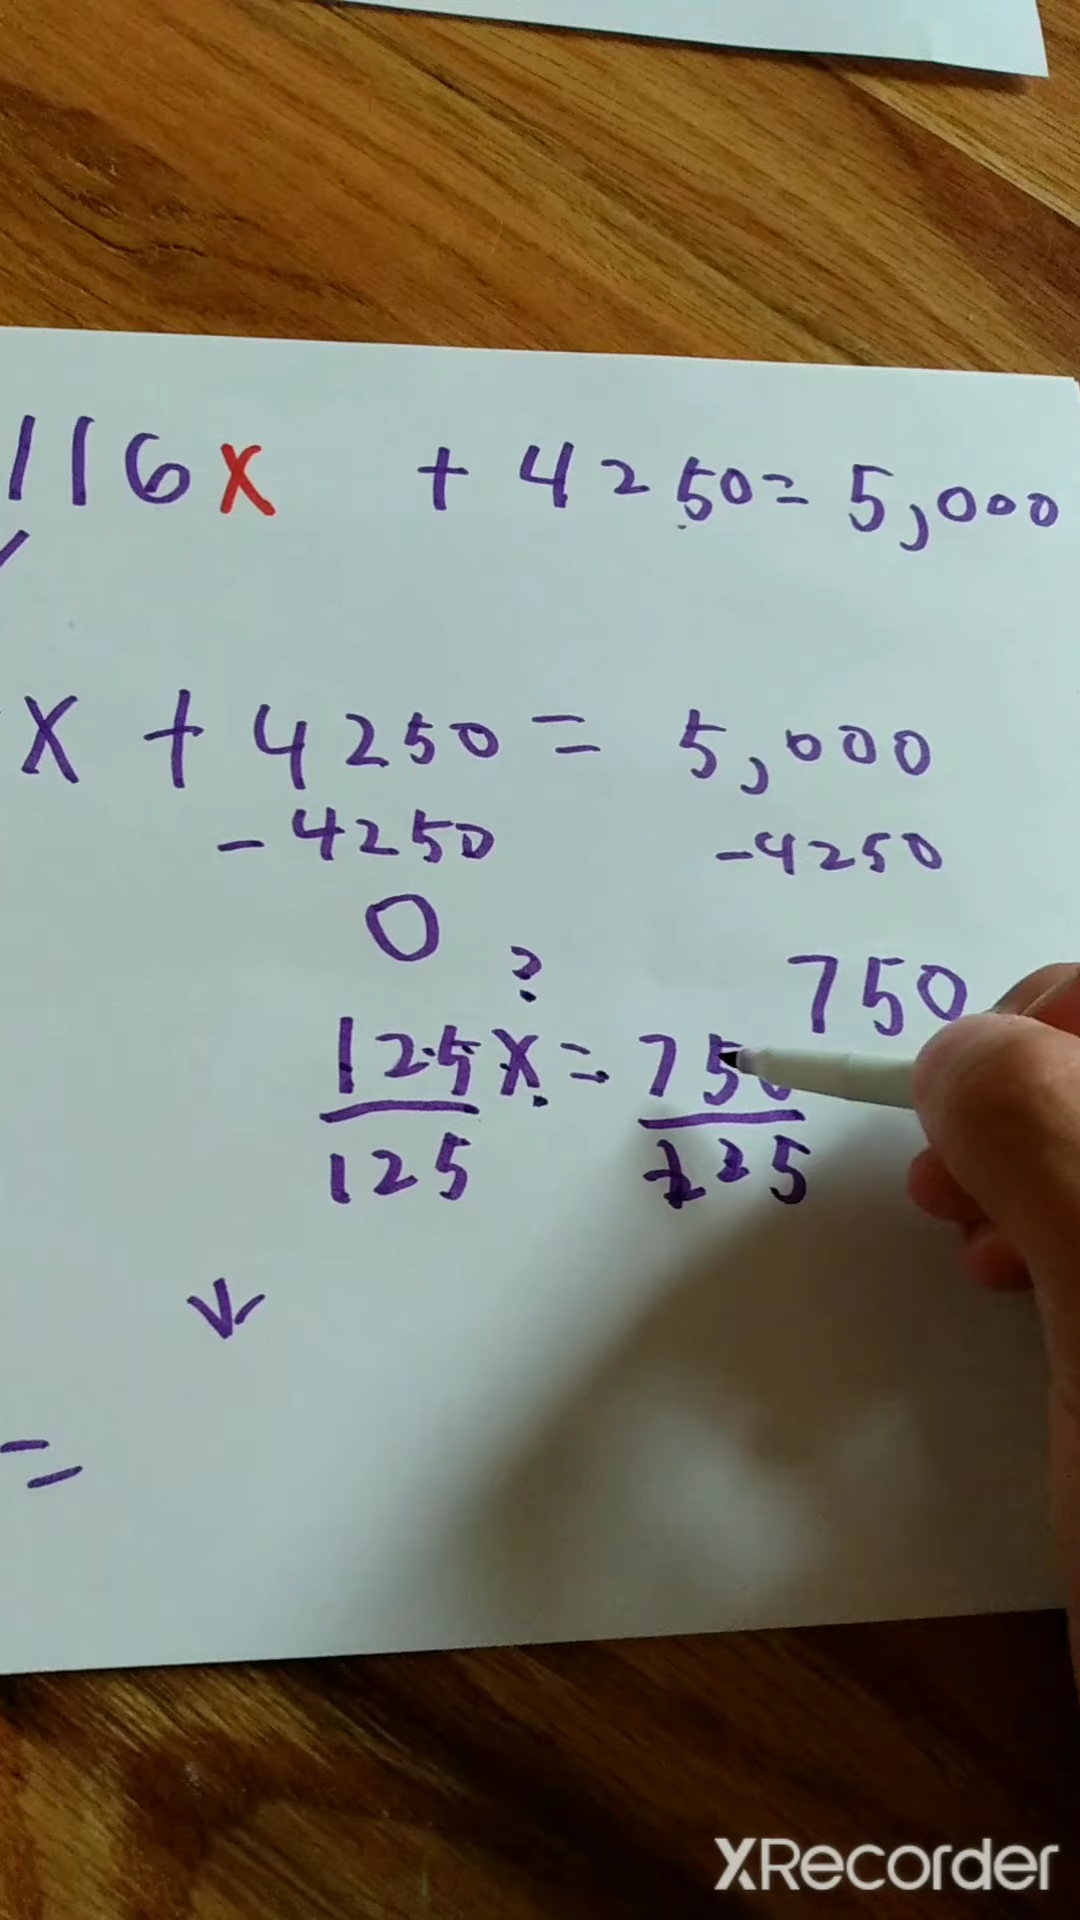 116x + 4250 = 5,000
x + 4250 = 5,000
- 4250 -4250
0 750
?
125x = 750
125 125
=
XRecorder